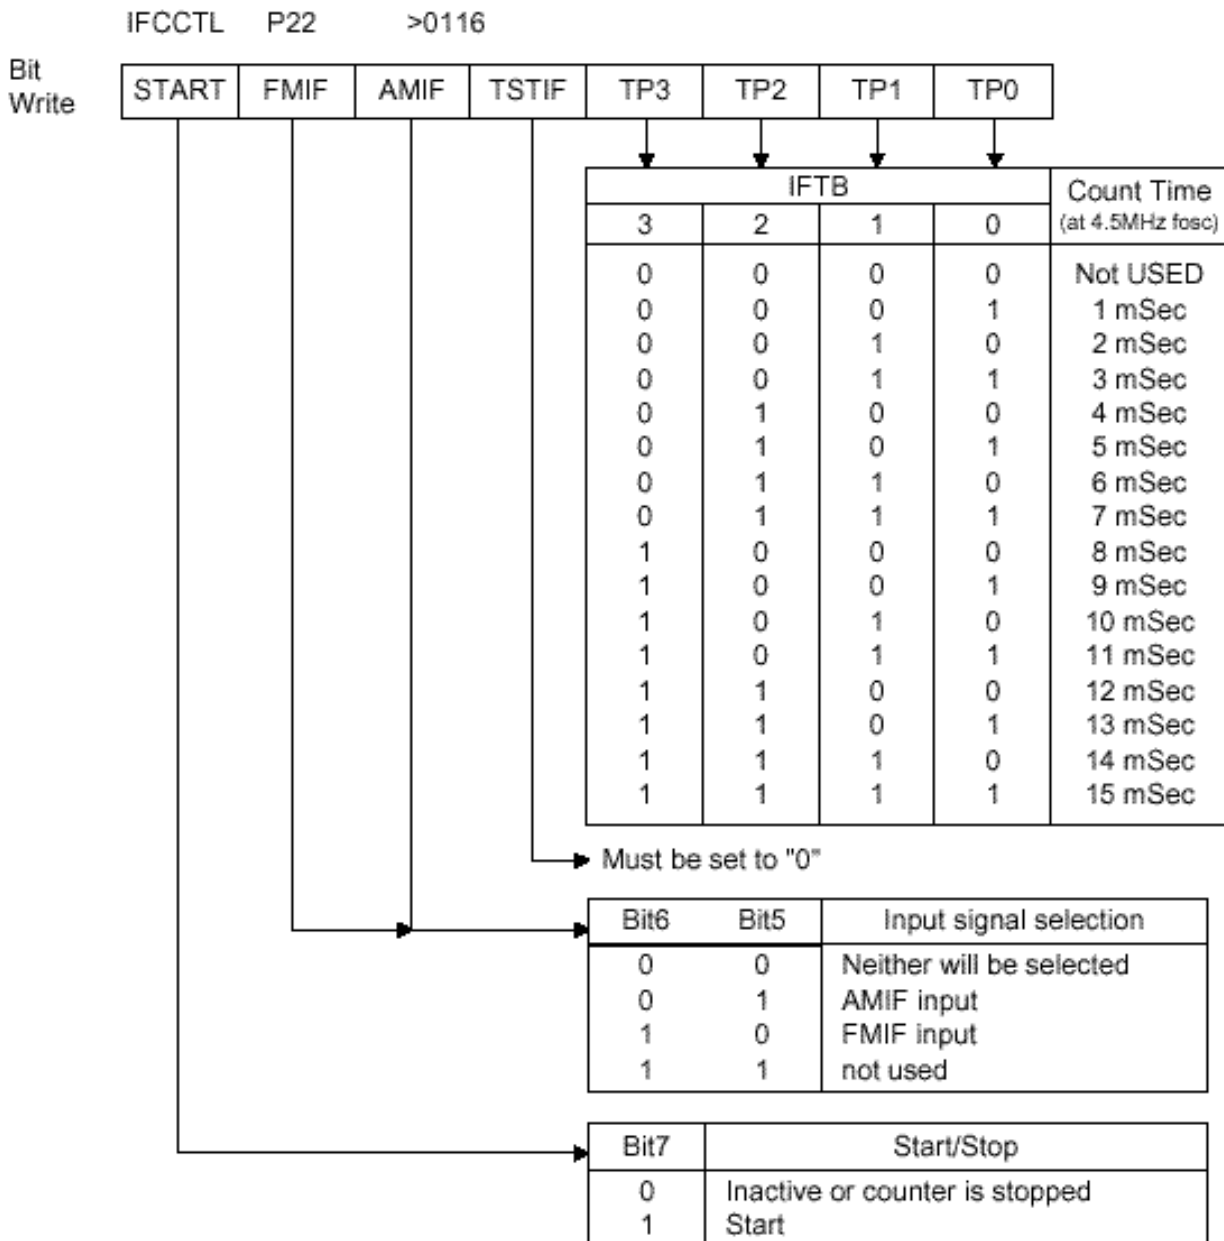 IFCCTL P22 >0116
Bit
Write
START FMIF AMIF TSTIF TP3 TP2 TP1 TP0
IFTB
Count Time
(at 4.5MHz fosc)
3 2 1 0
0 0 0 0 Not USED
0 0 0 1 1 mSec
0 0 1 0 2 mSec
0 0 1 1 3 mSec
0 1 0 0 4 mSec
0 1 0 1 5 mSec
0 1 1 0 6 mSec
0 1 1 1 7 mSec
1 0 0 0 8 mSec
1 0 0 1 9 mSec
1 0 1 0 10 mSec
1 0 1 1 11 mSec
1 1 0 0 12 mSec
1 1 0 1 13 mSec
1 1 1 0 14 mSec
1 1 1 1 15 mSec
Must be set to "0"
Bit6 Bit5 Input signal selection
0 0 Neither will be selected
0 1 AMIF input
1 0 FMIF input
1 1 not used
Bit7 Start/Stop
0 Inactive or counter is stopped
1 Start